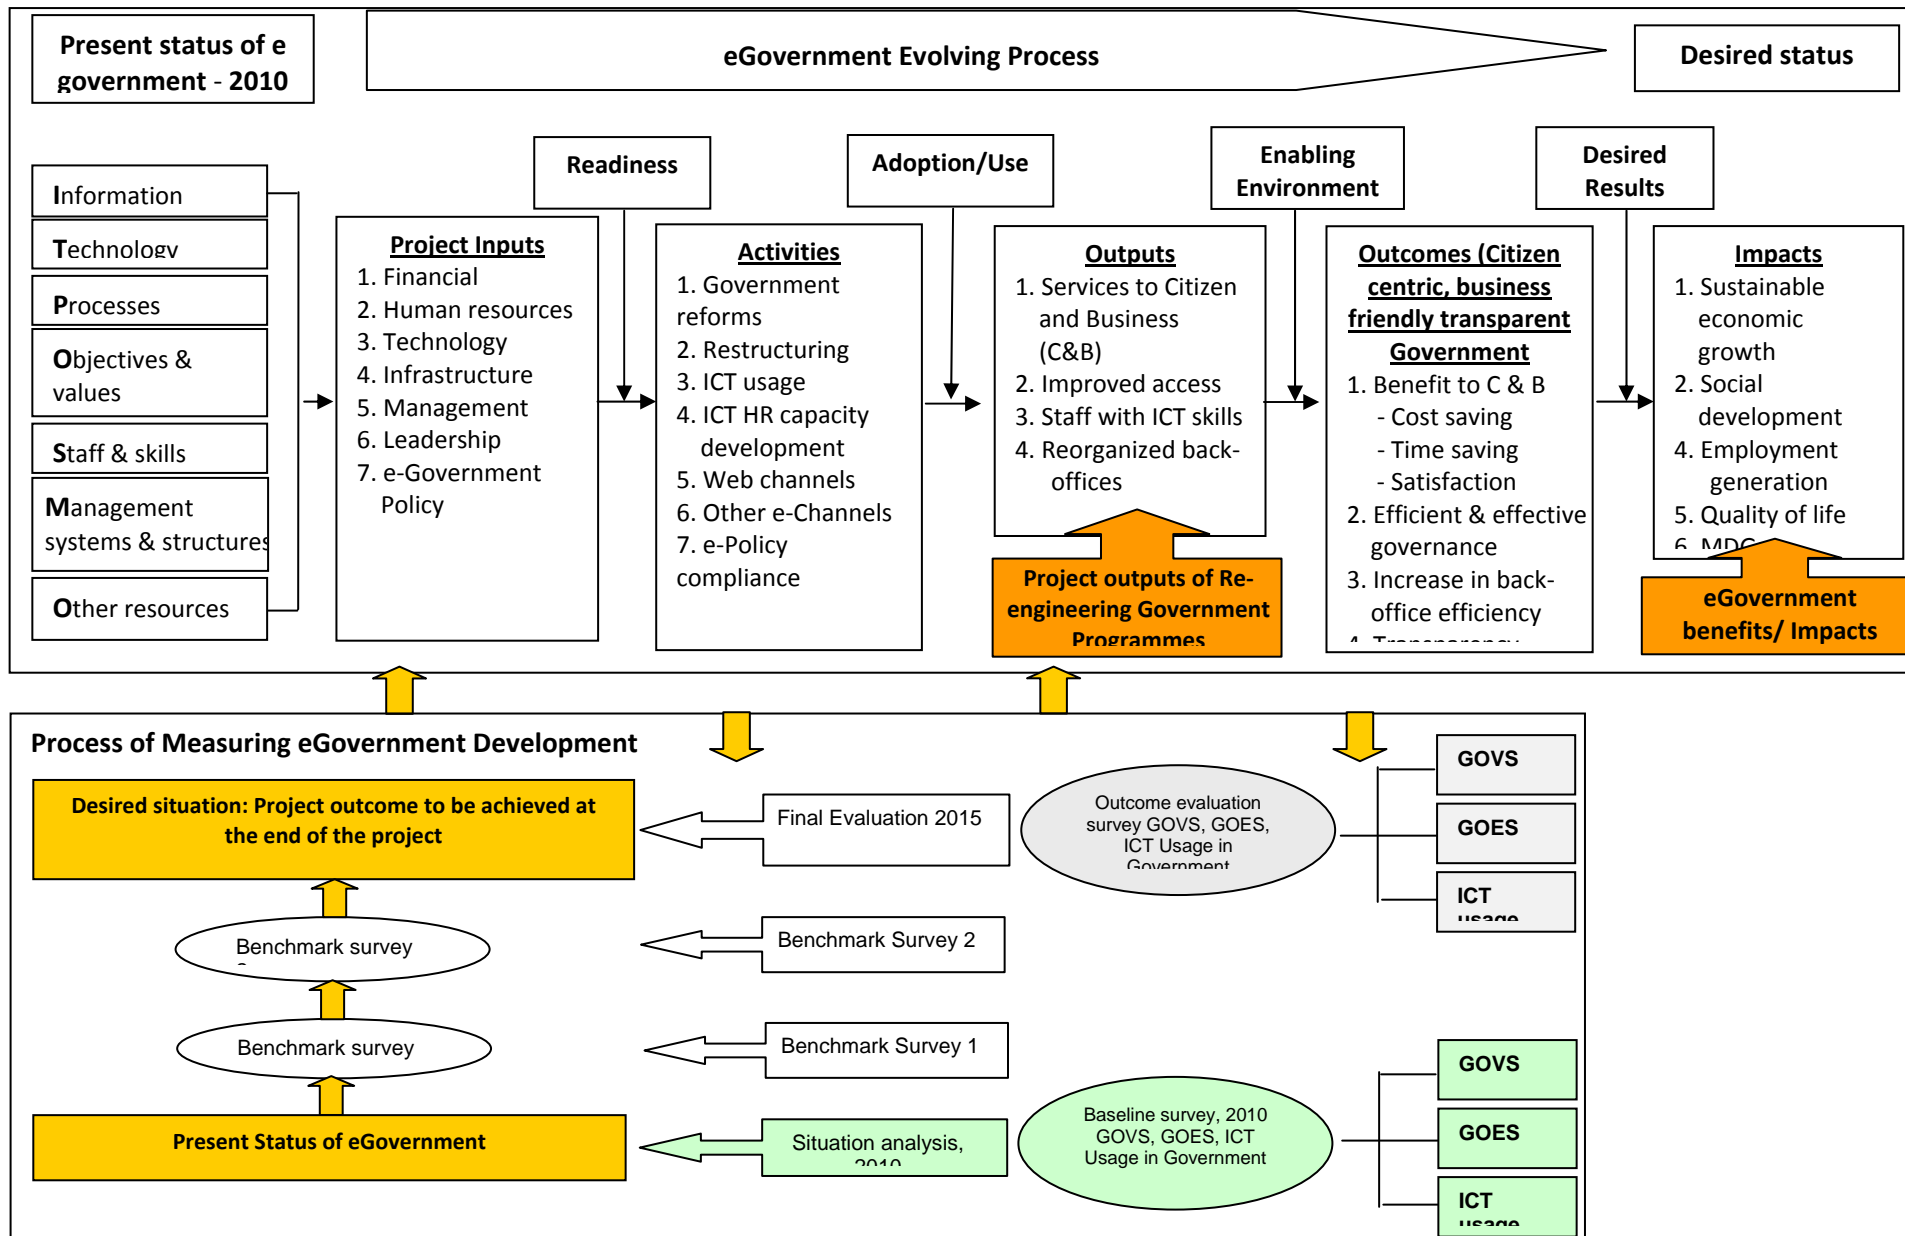 Present status of e
government - 2010
eGovernment Evolving Process
Desired status
Readiness
Adoption/Use
Enabling
Environment
Desired
Results
Information
Technology
Processes
Objectives &
values
Staff & skills
Management
systems & structures
Other resources
Project Inputs
1. Financial
2. Human resources
3. Technology
4. Infrastructure
5. Management
6. Leadership
7. e-Government
Policy
Activities
1. Government
reforms
2. Restructuring
3. ICT usage
4. ICT HR capacity
development
5. Web channels
6. Other e-Channels
7. e-Policy
compliance
Outputs
1. Services to Citizen
and Business
(C&B)
2. Improved access
3. Staff with ICT skills
4. Reorganized back-
offices
Project outputs of Re-
engineering Government
Programmes
Outcomes (Citizen
centric, business
friendly transparent
Government
1. Benefit to C & B
- Cost saving
- Time saving
- Satisfaction
2. Efficient & effective
governance
3. Increase in back-
office efficiency
4. Transparency
Impacts
1. Sustainable
economic
growth
2. Social
development
4. Employment
generation
5. Quality of life
6. MDG
eGovernment
benefits/ Impacts
Process of Measuring eGovernment Development
Desired situation: Project outcome to be achieved at
the end of the project
Final Evaluation 2015
Outcome evaluation
survey GOVS, GOES,
ICT Usage in
Government
GOVS
GOES
ICT
usage
Benchmark survey
Benchmark Survey 2
Benchmark survey
Benchmark Survey 1
Present Status of eGovernment
Situation analysis,
2010
Baseline survey, 2010
GOVS, GOES, ICT
Usage in Government
GOVS
GOES
ICT
usage